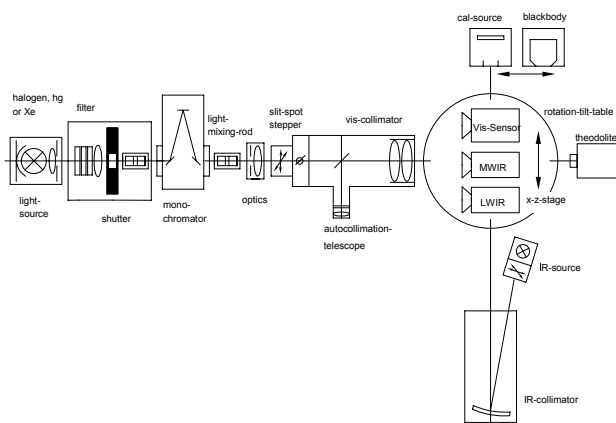 cal-source
blackbody
halogen, hg
or Xe
filter
light-
mixing-rod
slit-spot
stepper
vis-collimator
rotation-tilt-table
theodolite
Vis-Sensor
MWIR
LWIR
x-z-stage
light-
source
shutter
mono-
chromator
optics
autocollimation-
telescope
IR-source
IR-collimator